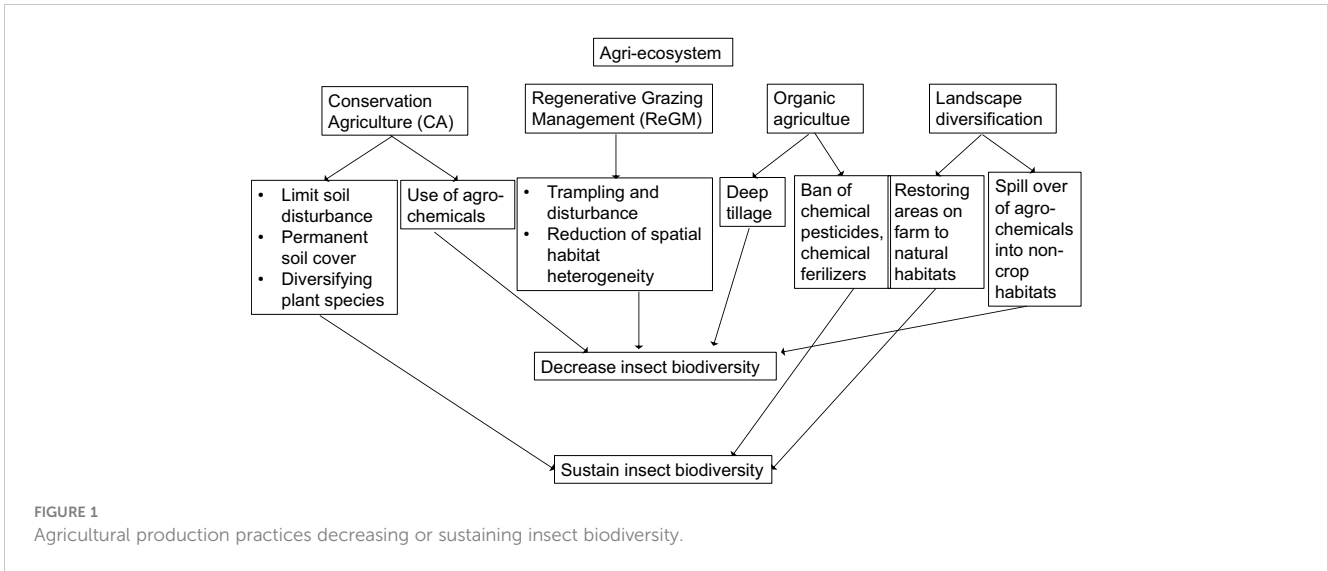 Agri-ecosystem
Conservation
Agriculture (CA)
Regenerative Grazing
Management (ReGM)
Organic
agricultue
Landscape
diversification
• Limit soil
disturbance
• Permanent
soil cover
• Diversifying
plant species
Use of agro-
chemicals
• Trampling and
disturbance
• Reduction of spatial
habitat
heterogeneity
Deep
tillage
Ban of
chemical
pesticides,
chemical
ferilizers
Restoring
areas on
farm to
natural
habitats
Spill over
of agro-
chemicals
into non-
crop
habitats
Decrease insect biodiversity
Sustain insect biodiversity
FIGURE 1
Agricultural production practices decreasing or sustaining insect biodiversity.